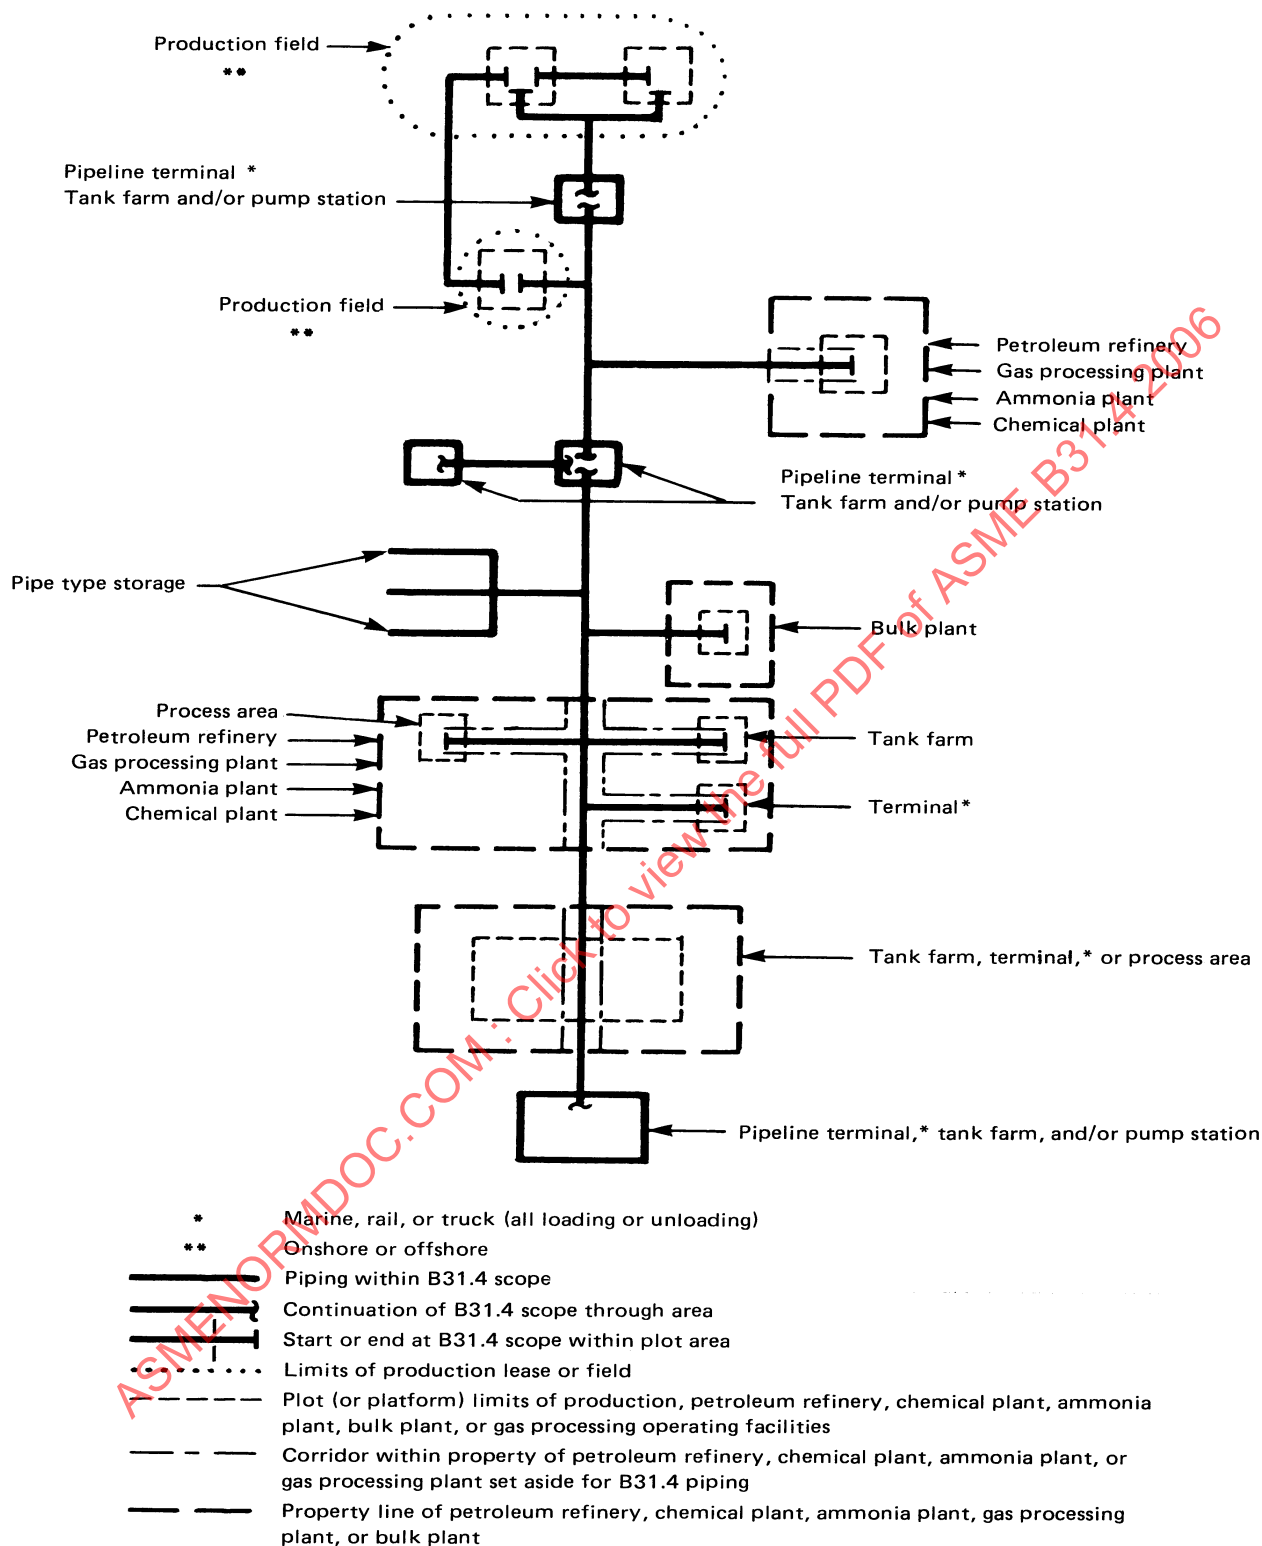 Production field
**
Pipeline terminal *
Tank farm and/or pump station
Production field
**
Petroleum refinery
Gas processing plant
Ammonia plant
Chemical plant
Pipeline terminal *
Tank farm and/or pump station
Pipe type storage
Bulk plant
Process area
Petroleum refinery
Gas processing plant
Ammonia plant
Chemical plant
Tank farm
Terminal*
Tank farm, terminal,* or process area
Pipeline terminal,* tank farm, and/or pump station
* Marine, rail, or truck (all loading or unloading)
** Onshore or offshore
Piping within B31.4 scope
Continuation of B31.4 scope through area
Start or end at B31.4 scope within plot area
Limits of production lease or field
Plot (or platform) limits of production, petroleum refinery, chemical plant, ammonia
plant, bulk plant, or gas processing operating facilities
Corridor within property of petroleum refinery, chemical plant, ammonia plant, or
gas processing plant set aside for B31.4 piping
Property line of petroleum refinery, chemical plant, ammonia plant, gas processing
plant, or bulk plant
ASMENORMDOC.COM : Click to view the full PDF of ASME B31.4 2006